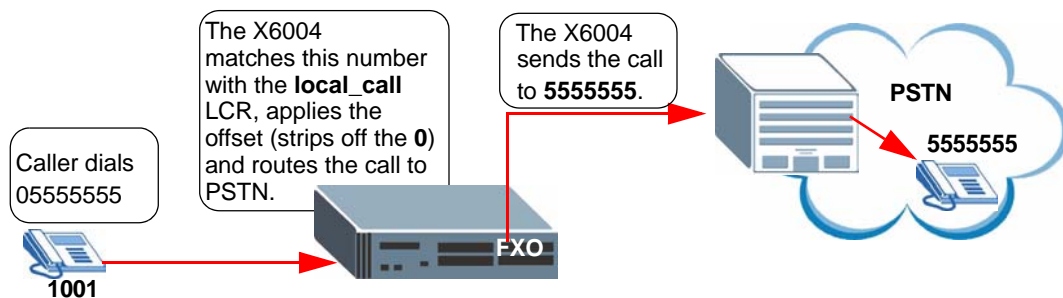 Caller dials
05555555
1001
The X6004
matches this number
with the local_call
LCR, applies the
offset (strips off the 0)
and routes the call to
PSTN.
FXO
The X6004
sends the call
to 5555555.
PSTN
5555555